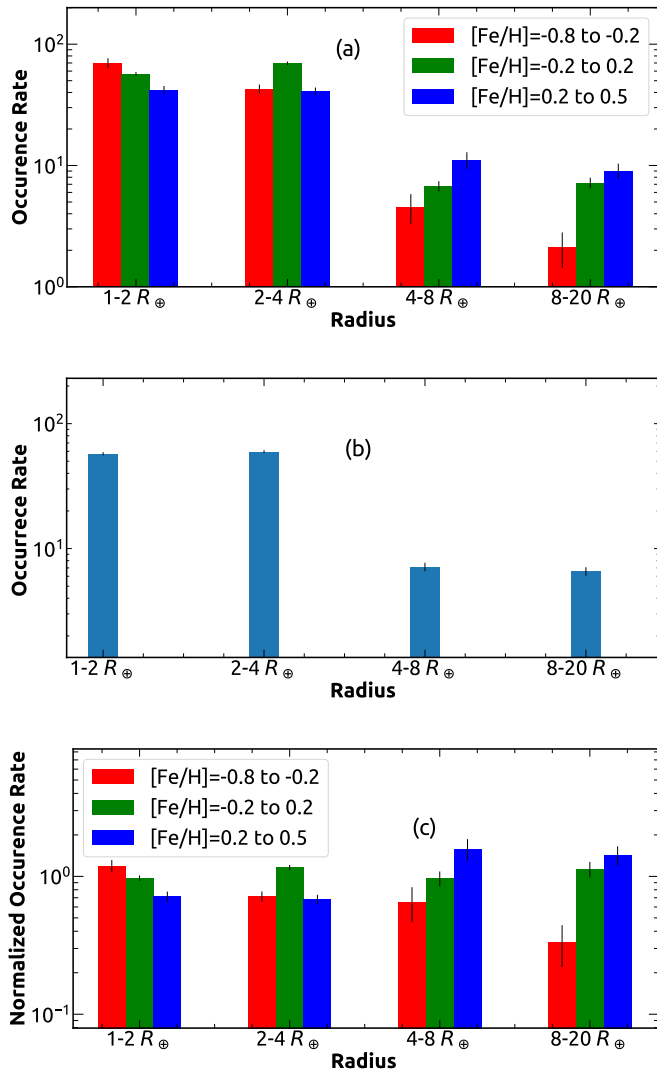 (a)
[Fe/H]=-0.8 to -0.2
[Fe/H]=-0.2 to 0.2
[Fe/H]=0.2 to 0.5
Occurence Rate
10²
10¹
10⁰
1-2 R⊕ 2-4 R⊕ 4-8 R⊕ 8-20 R⊕
Radius
(b)
Occurrece Rate
10²
10¹
1-2 R⊕ 2-4 R⊕ 4-8 R⊕ 8-20 R⊕
Radius
[Fe/H]=-0.8 to -0.2
[Fe/H]=-0.2 to 0.2
[Fe/H]=0.2 to 0.5
(c)
Normalized Occurence Rate
10⁰
10⁻¹
1-2 R⊕ 2-4 R⊕ 4-8 R⊕ 8-20 R⊕
Radius